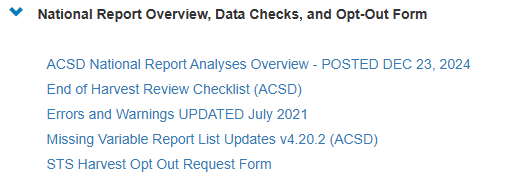 National Report Overview, Data Checks, and Opt-Out Form
ACSD National Report Analyses Overview - POSTED DEC 23, 2024
End of Harvest Review Checklist (ACSD)
Errors and Warnings UPDATED July 2021
Missing Variable Report List Updates v4.20.2 (ACSD)
STS Harvest Opt Out Request Form